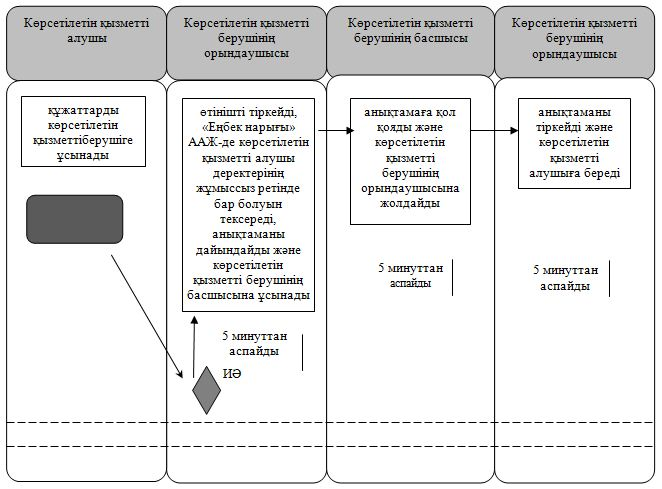 Көрсетілетін қызметті
алушы
Көрсетілетін қызметті
берушінің
орындаушысы
Көрсетілетін қызметті
берушінің басшысы
Көрсетілетін қызметті
берушінің
орындаушысы
құжаттарды
көрсетілетін
қызметтіберушіге
ұсынады
өтінішті тіркейді,
«Еңбек нарығы»
ААЖ-де көрсетілетін
қызметті алушы
деректерінің
жұмыссыз ретінде
бар болуын
тексереді,
анықтаманы
дайындайды және
көрсетілетін
қызметті берушінің
басшысына ұсынады
анықтамаға қол
қояды және
көрсетілетін
қызметті
берушінің
орындаушысына
жолдайды
анықтаманы
тіркейді және
көрсетілетін
қызметті
алушыға береді
5 минуттан
аспайды
5 минуттан
аспайды
5 минуттан
аспайды
ИӘ